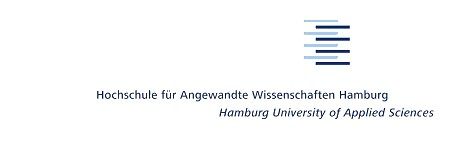 Hochschule für Angewandte Wissenschaften Hamburg
Hamburg University of Applied Sciences